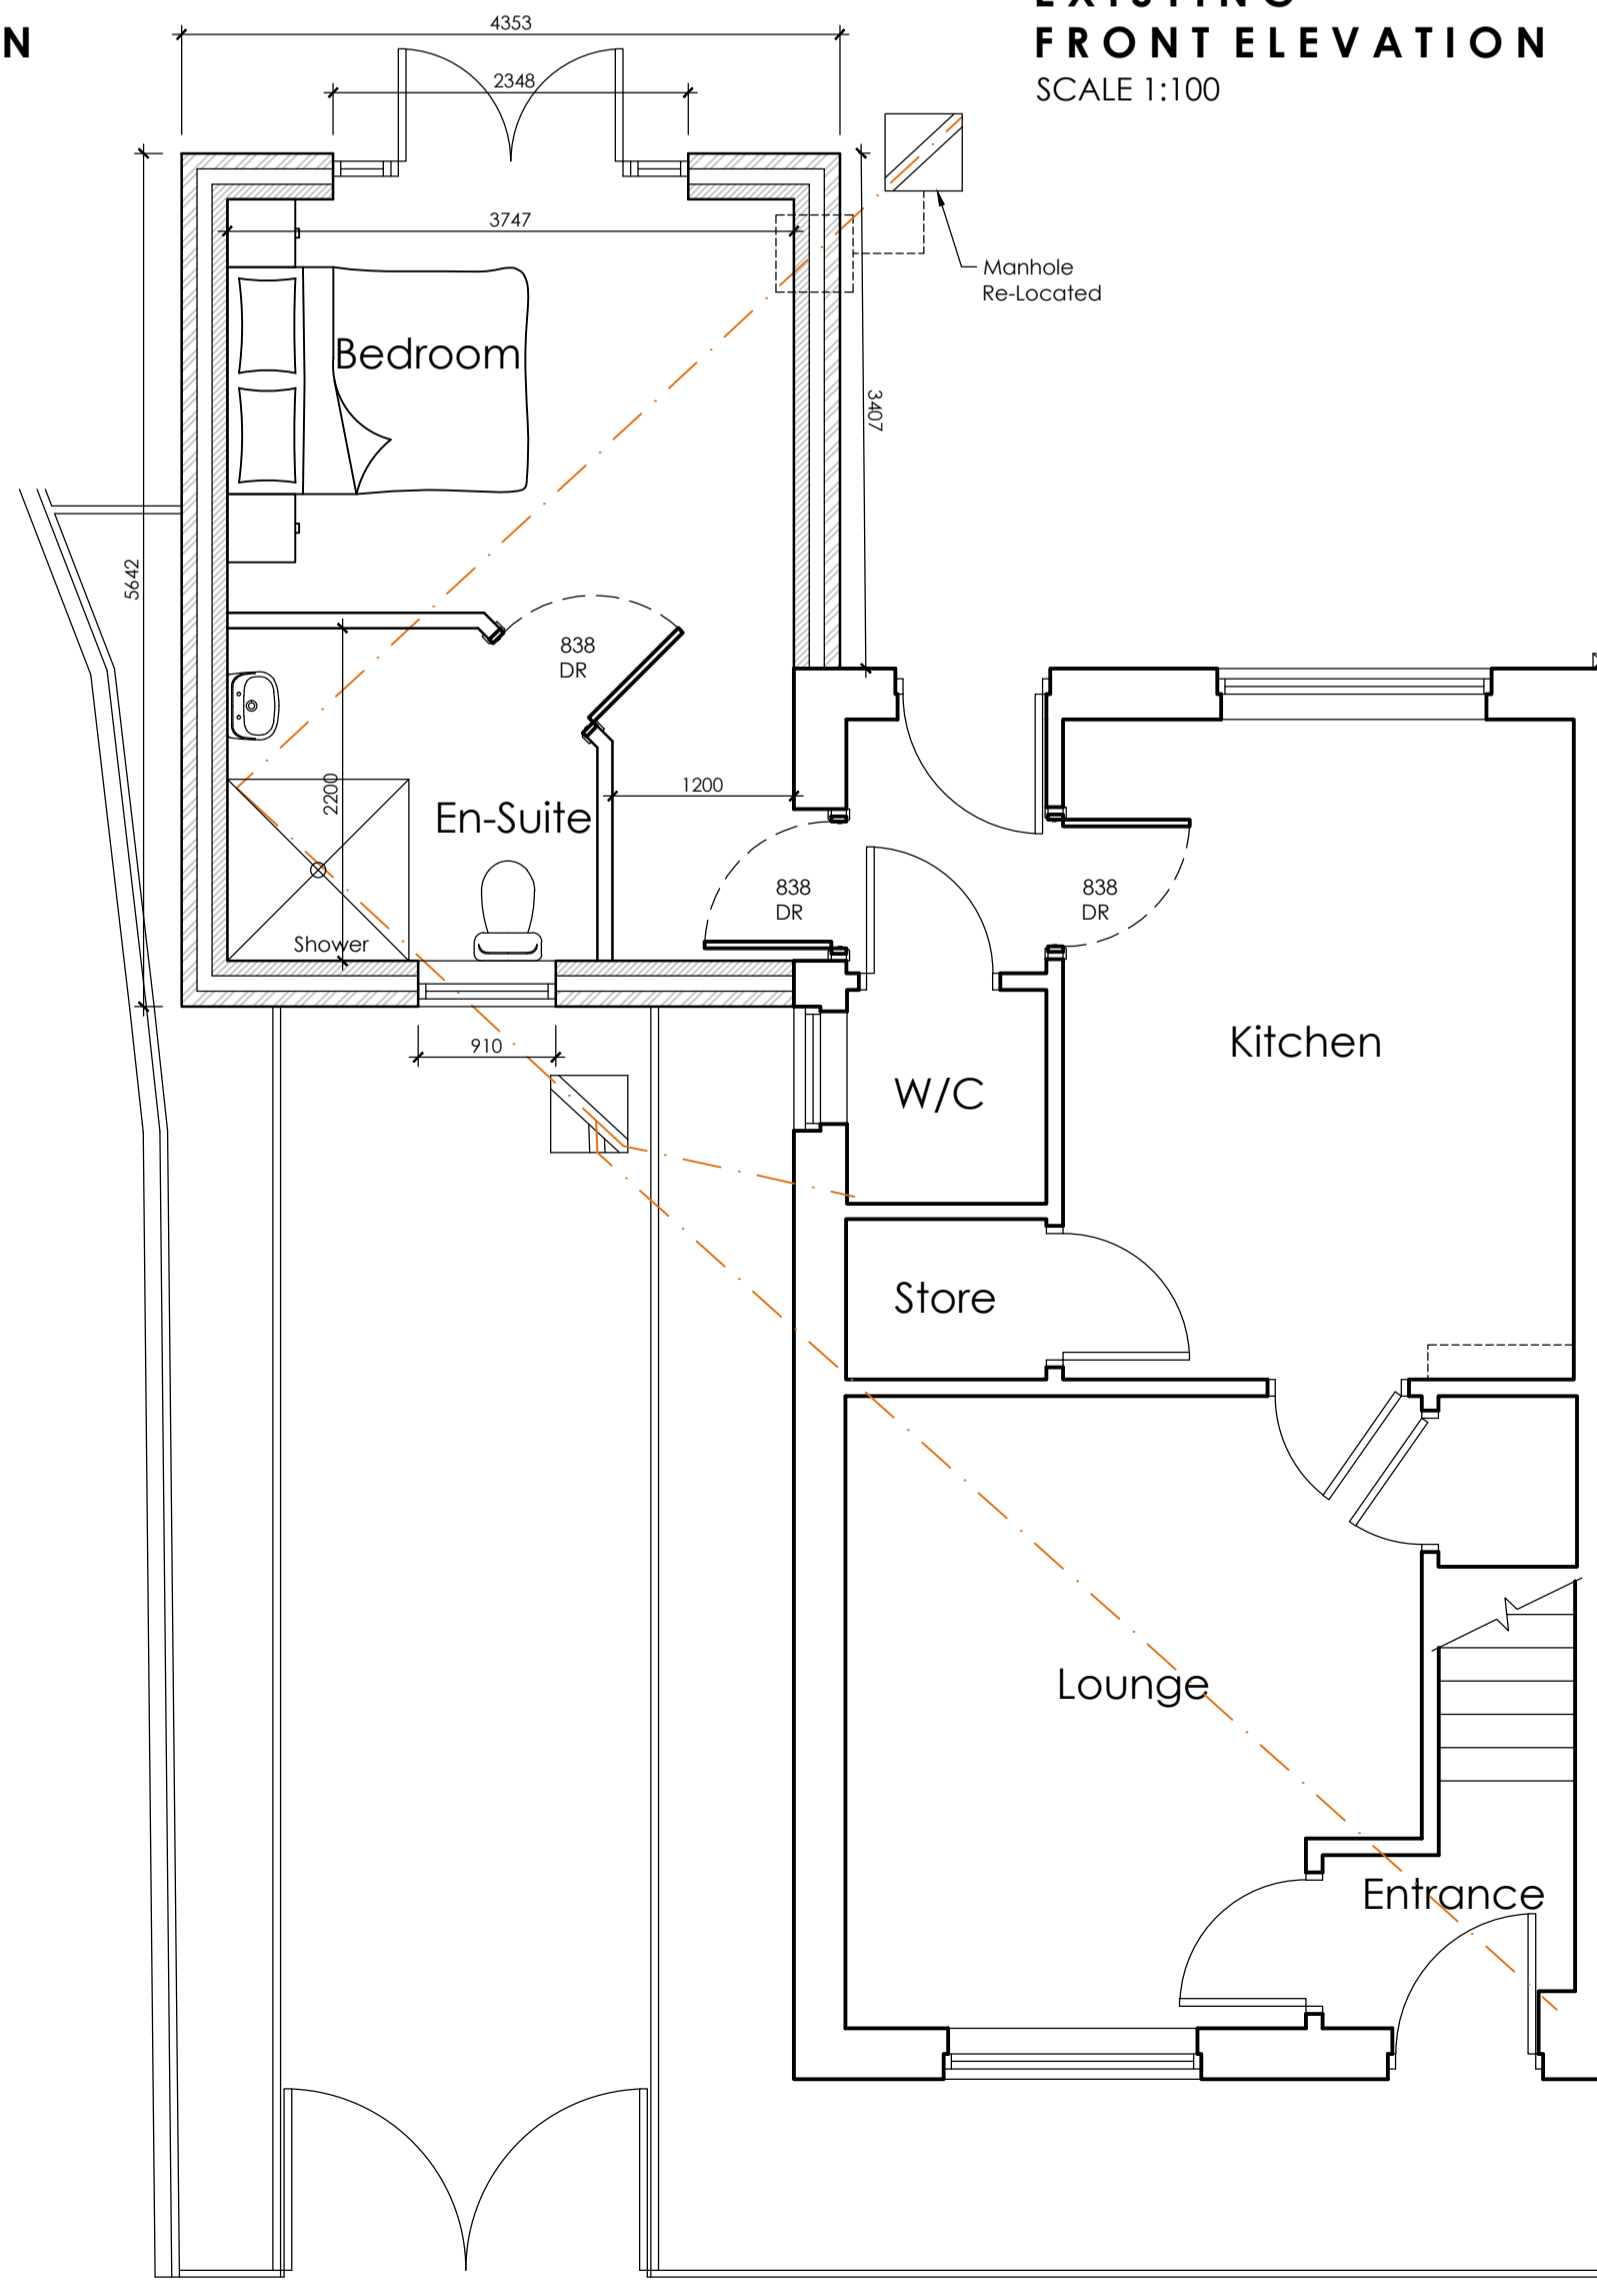 EXISTING
N
FRONT ELEVATION
SCALE 1:100
4353
2348
3747
Manhole
Re-Located
Bedroom
3407
5642
838
DR
2200
1200
En-Suite
838
DR
838
DR
Shower
910
Kitchen
W/C
Store
Lounge
Entrance